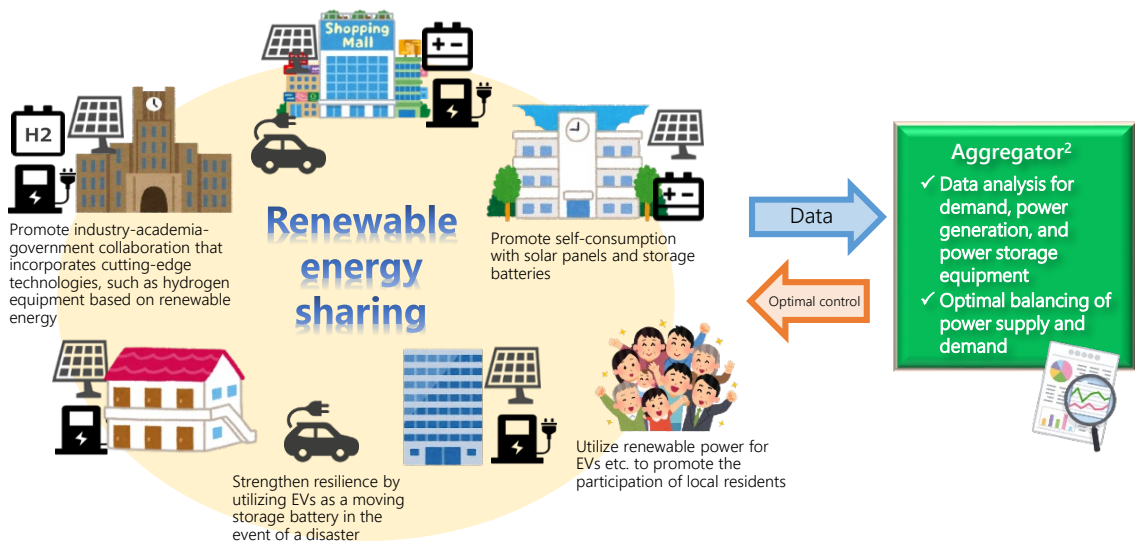 Shopping
Mall
H2
Promote industry-academia-
government collaboration that
incorporates cutting-edge
technologies, such as hydrogen
equipment based on renewable
energy
Renewable
energy
sharing
Promote self-consumption
with solar panels and storage
batteries
Strengthen resilience by
utilizing EVs as a moving
storage battery in the
event of a disaster
Utilize renewable power for
EVs etc. to promote the
participation of local residents
Data
Optimal control
Aggregator²
✓ Data analysis for
demand, power
generation, and
power storage
equipment
✓ Optimal balancing of
power supply and
demand